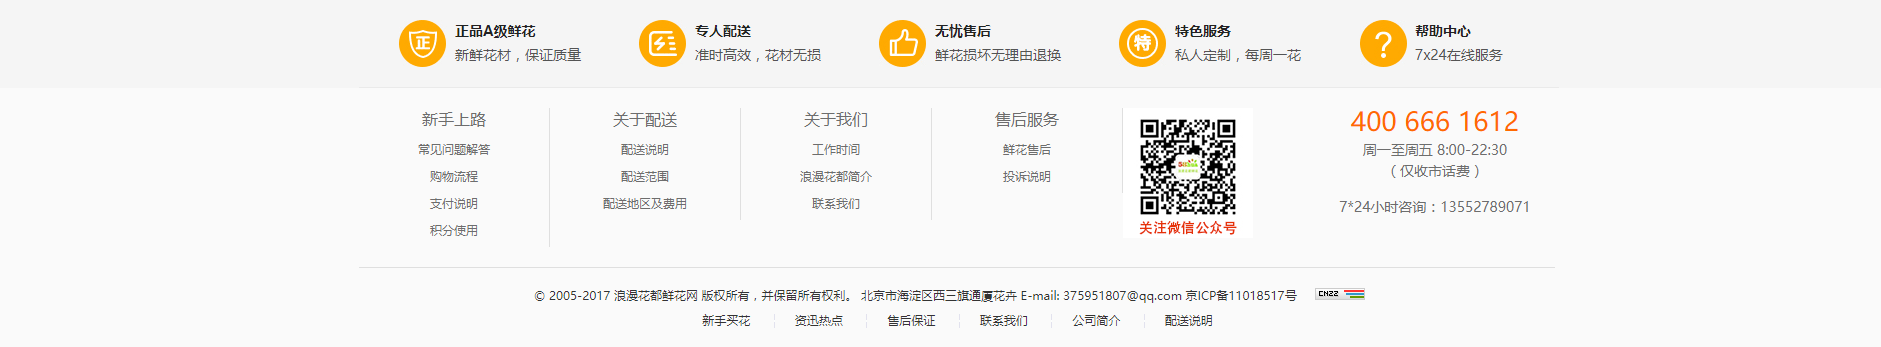 正
正品A级鲜花
新鲜花材，保证质量
专人配送
准时高效，花材无损
无忧售后
鲜花损坏无理由退换
特
特色服务
私人定制，每周一花
?
帮助中心
7x24在线服务
新手上路
常见问题解答
购物流程
支付说明
积分使用
关于配送
配送说明
配送范围
配送地区及费用
关于我们
工作时间
浪漫花都简介
联系我们
售后服务
鲜花售后
投诉说明
关注微信公众号
400 666 1612
周一至周五 8:00-22:30
（ 仅收市话费 ）
7*24小时咨询：13552789071
© 2005-2017 浪漫花都鲜花网 版权所有，并保留所有权利。 北京市海淀区西三旗通厦花卉 E-mail: 375951807@qq.com 京ICP备11018517号 CNZZ
新手买花 资迅热点 售后保证 联系我们 公司简介 配送说明